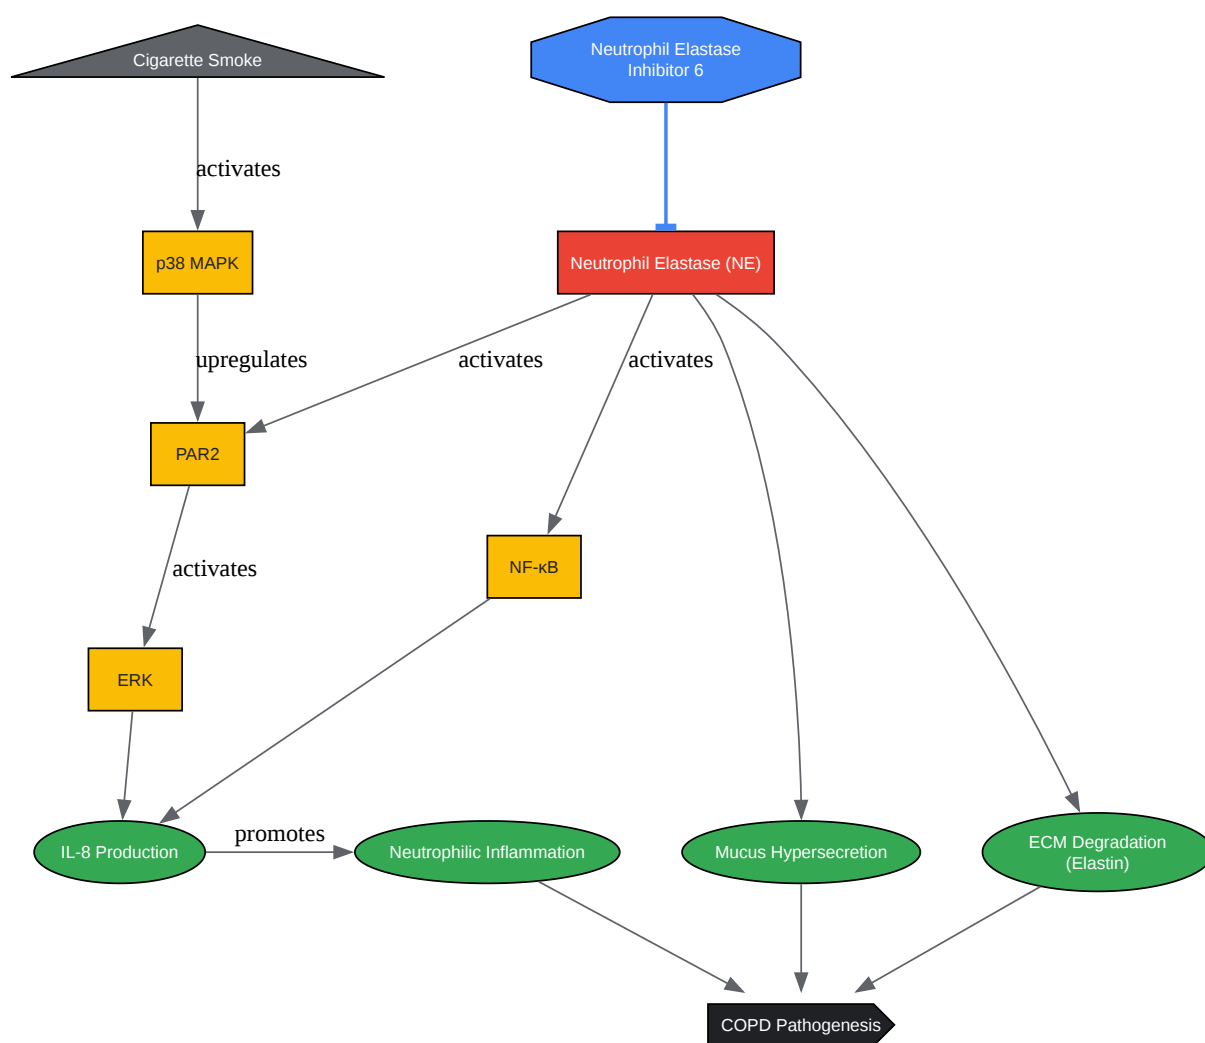 Cigarette Smoke
Neutrophil Elastase
Inhibitor 6
activates
p38 MAPK
Neutrophil Elastase (NE)
upregulates
activates
activates
PAR2
NF-κB
activates
ERK
IL-8 Production
promotes
Neutrophilic Inflammation
Mucus Hypersecretion
ECM Degradation
(Elastin)
COPD Pathogenesis